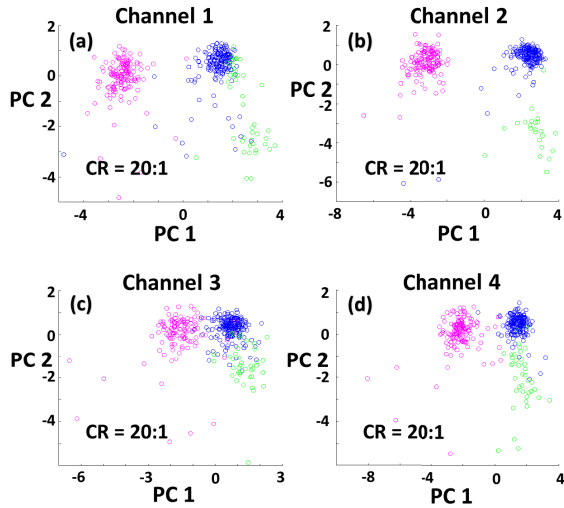 Channel 1
(a)
PC 2
2
0
-2
-4
CR = 20:1
-4
0
4
PC 1
Channel 2
(b)
PC 2
2
0
-2
-4
-6
CR = 20:1
-8
-4
0
4
PC 1
Channel 3
(c)
PC 2
2
0
-2
-4
CR = 20:1
-6
-3
0
3
PC 1
Channel 4
(d)
PC 2
2
0
-2
-4
CR = 20:1
-8
-4
0
4
PC 1